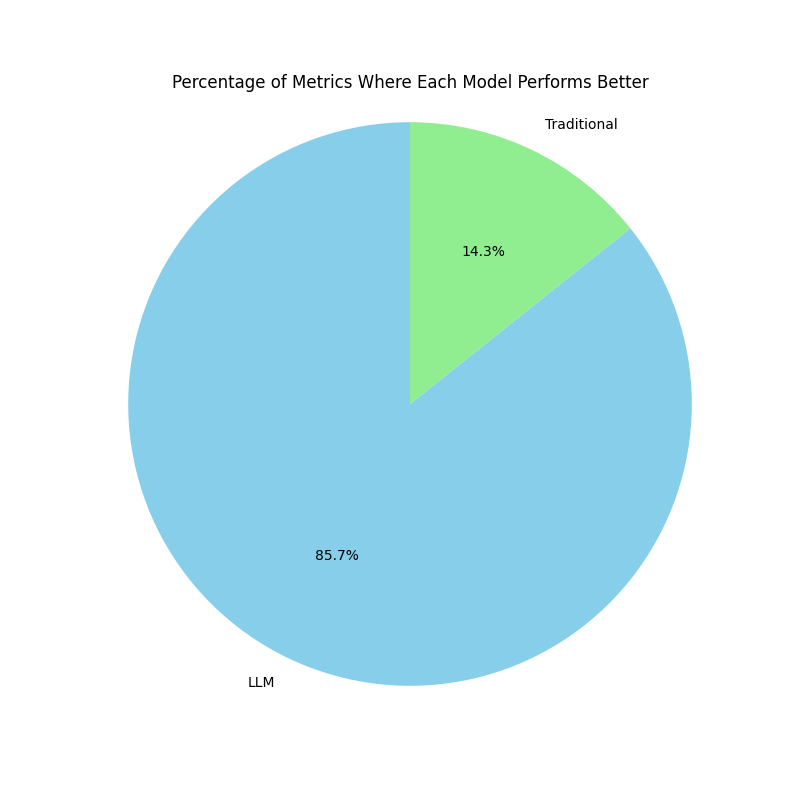 Percentage of Metrics Where Each Model Performs Better
Traditional
14.3%
85.7%
LLM